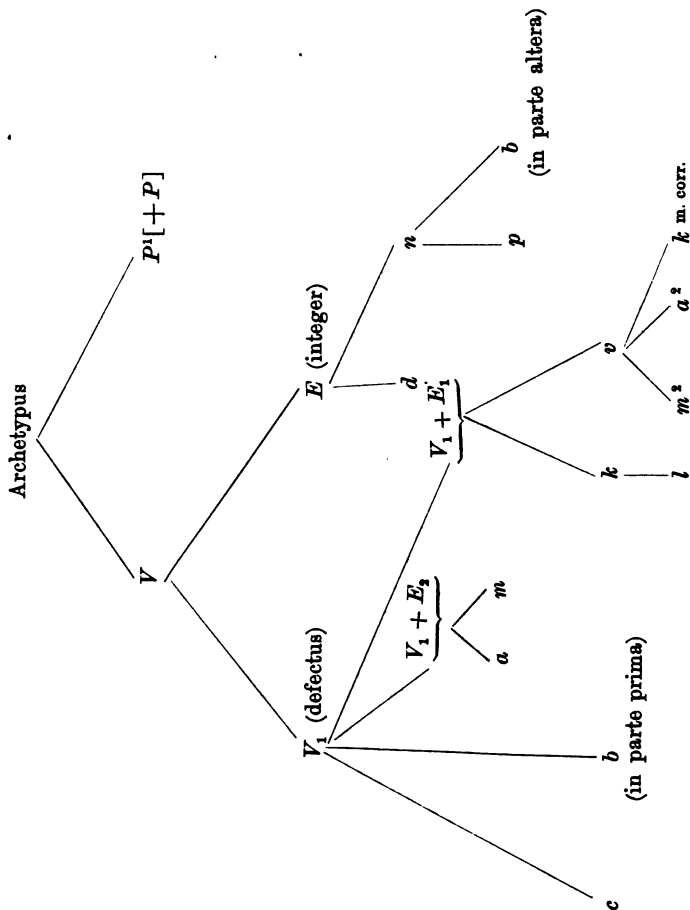 Archetypus
V P¹[+P]
V₁ (defectus) E (integer)
V₁ + E₂ V₁ + E₁ d n
a m p b
(in parte altera)
c b k v
(in parte prima)
l m² a² k m. corr.